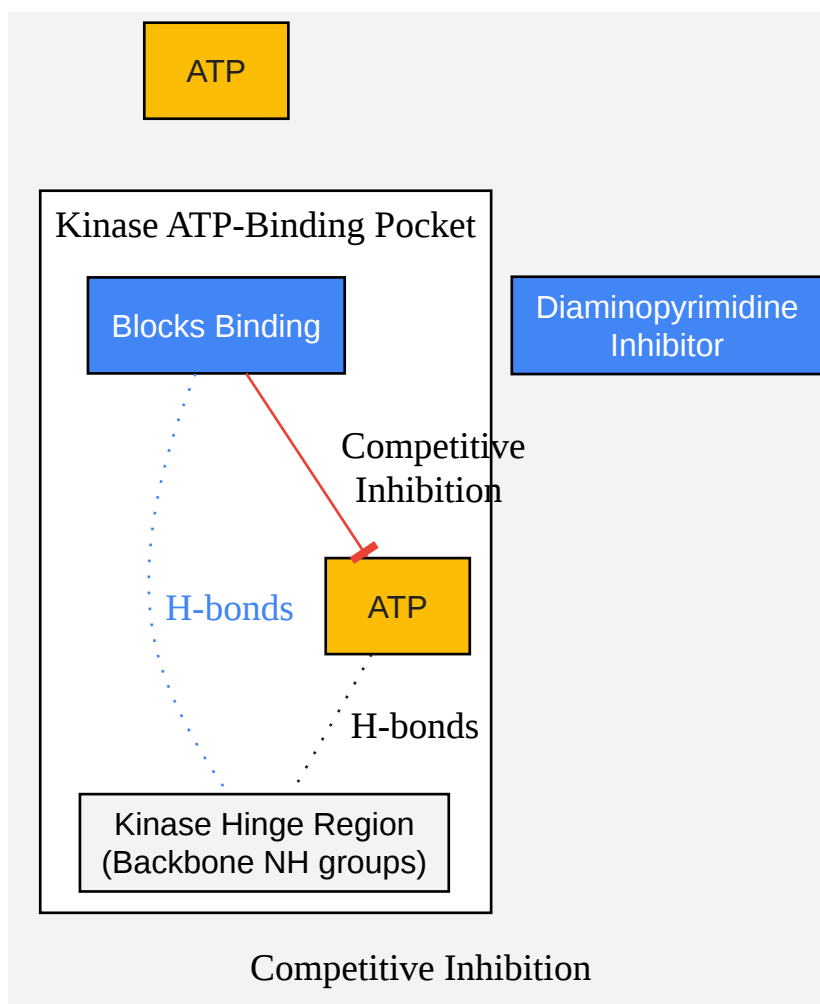 ATP
Kinase ATP-Binding Pocket
Blocks Binding
Diaminopyrimidine
Inhibitor
Competitive
Inhibition
H-bonds
ATP
H-bonds
Kinase Hinge Region
(Backbone NH groups)
Competitive Inhibition